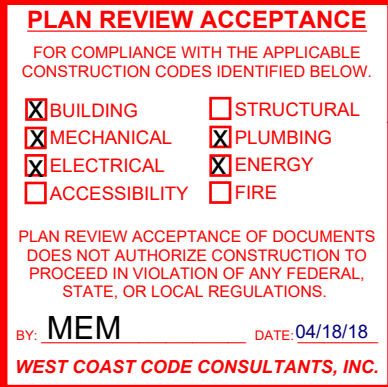 PLAN REVIEW ACCEPTANCE
FOR COMPLIANCE WITH THE APPLICABLE
CONSTRUCTION CODES IDENTIFIED BELOW.
X BUILDING STRUCTURAL
X MECHANICAL X PLUMBING
X ELECTRICAL X ENERGY
ACCESSIBILITY FIRE
PLAN REVIEW ACCEPTANCE OF DOCUMENTS
DOES NOT AUTHORIZE CONSTRUCTION TO
PROCEED IN VIOLATION OF ANY FEDERAL,
STATE, OR LOCAL REGULATIONS.
BY: MEM DATE: 04/18/18
WEST COAST CODE CONSULTANTS, INC.